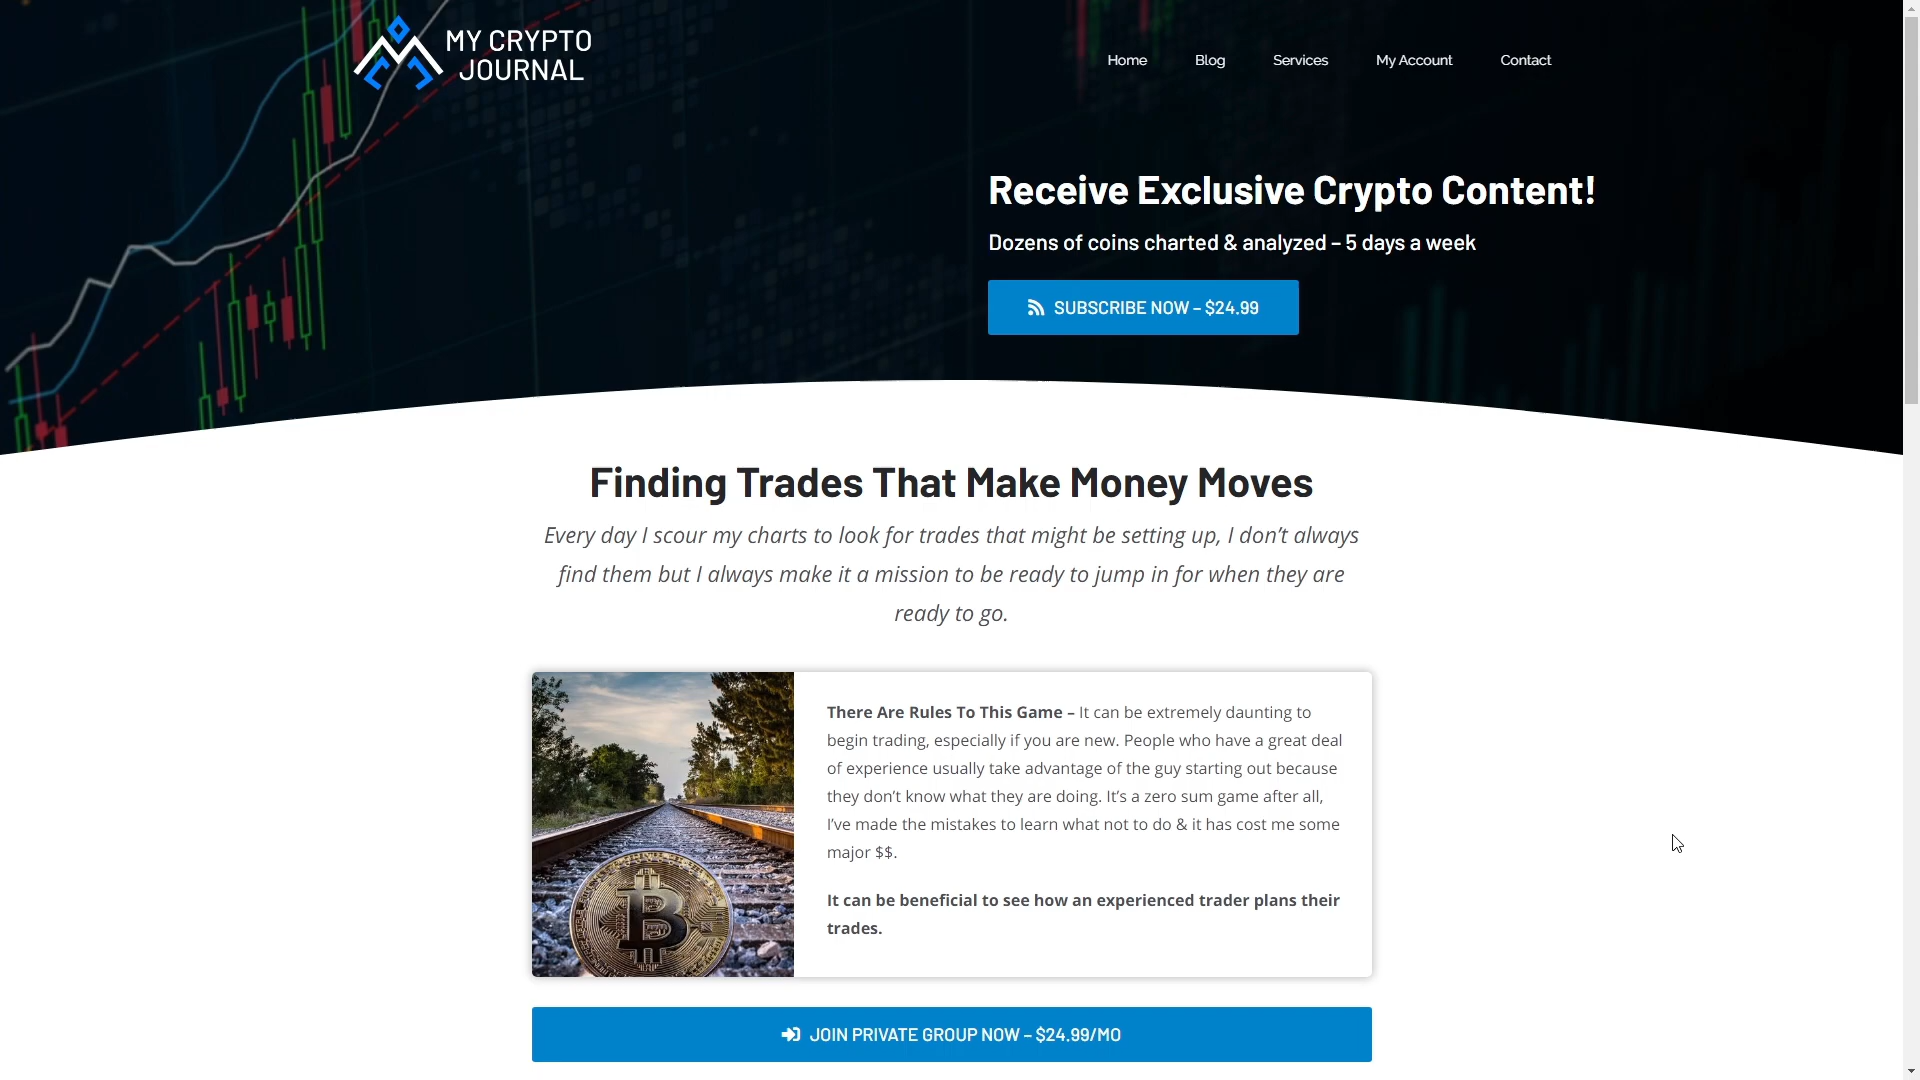 MY CRYPTO
JOURNAL
Home
Blog
Services
My Account
Contact
Receive Exclusive Crypto Content!
Dozens of coins charted & analyzed – 5 days a week
SUBSCRIBE NOW – $24.99
Finding Trades That Make Money Moves
Every day I scour my charts to look for trades that might be setting up, I don’t always
find them but I always make it a mission to be ready to jump in for when they are
ready to go.
There Are Rules To This Game – It can be extremely daunting to
begin trading, especially if you are new. People who have a great deal
of experience usually take advantage of the guy starting out because
they don’t know what they are doing. It’s a zero sum game after all,
I’ve made the mistakes to learn what not to do & it has cost me some
major $$.
It can be beneficial to see how an experienced trader plans their
trades.
JOIN PRIVATE GROUP NOW – $24.99/MO